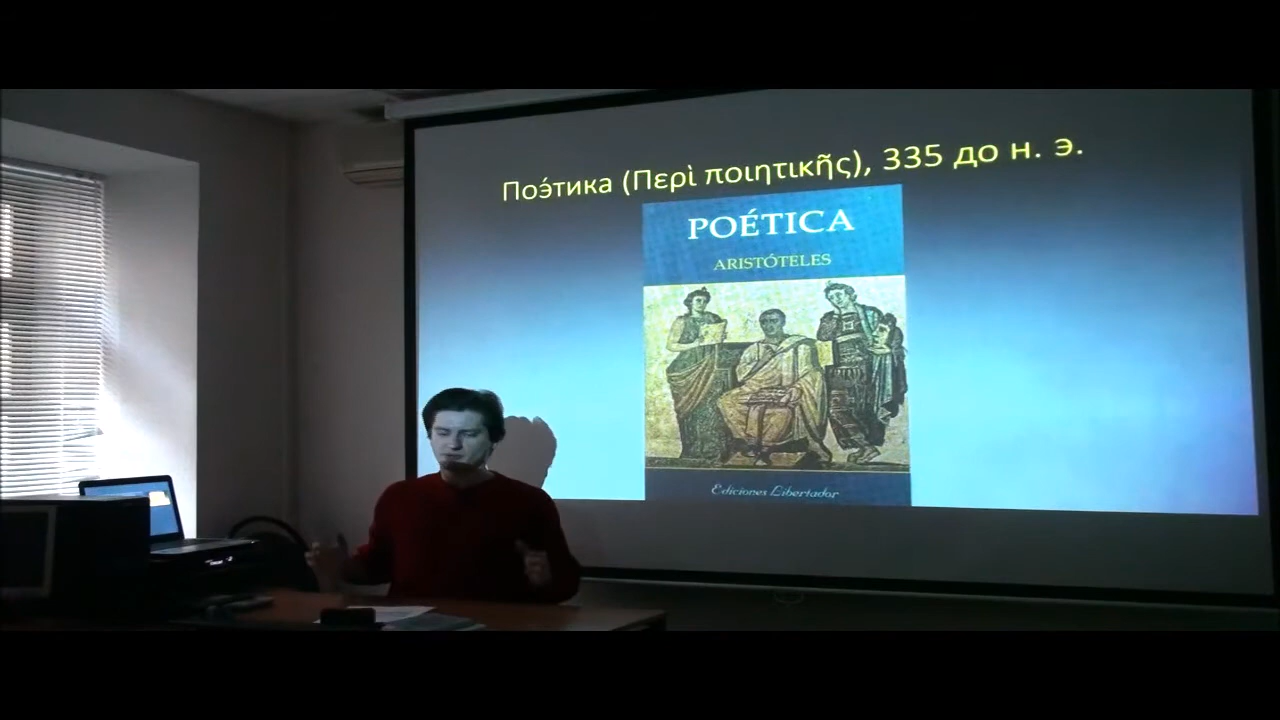 Поэ́тика (Περὶ ποιητικῆς), 335 до н. э.
POÉTICA
ARISTÓTELES
Ediciones Libertador